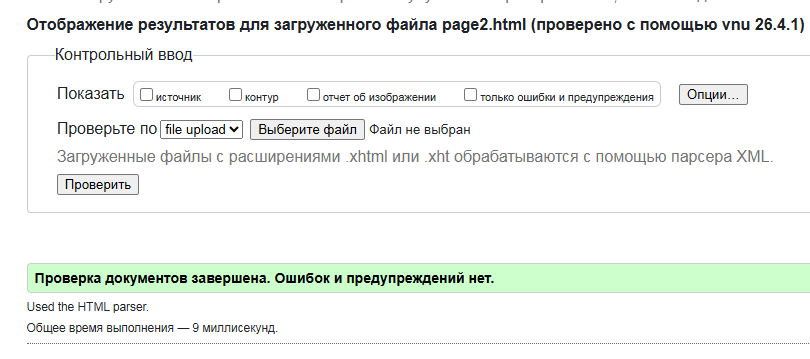 Отображение результатов для загруженного файла page2.html (проверено с помощью vnu 26.4.1)
Контрольный ввод
Показать источник контур отчет об изображении только ошибки и предупреждения Опции...
Проверьте по file upload Выберите файл Файл не выбран
Загруженные файлы с расширениями .xhtml или .xht обрабатываются с помощью парсера XML.
Проверить
Проверка документов завершена. Ошибок и предупреждений нет.
Used the HTML parser.
Общее время выполнения — 9 миллисекунд.